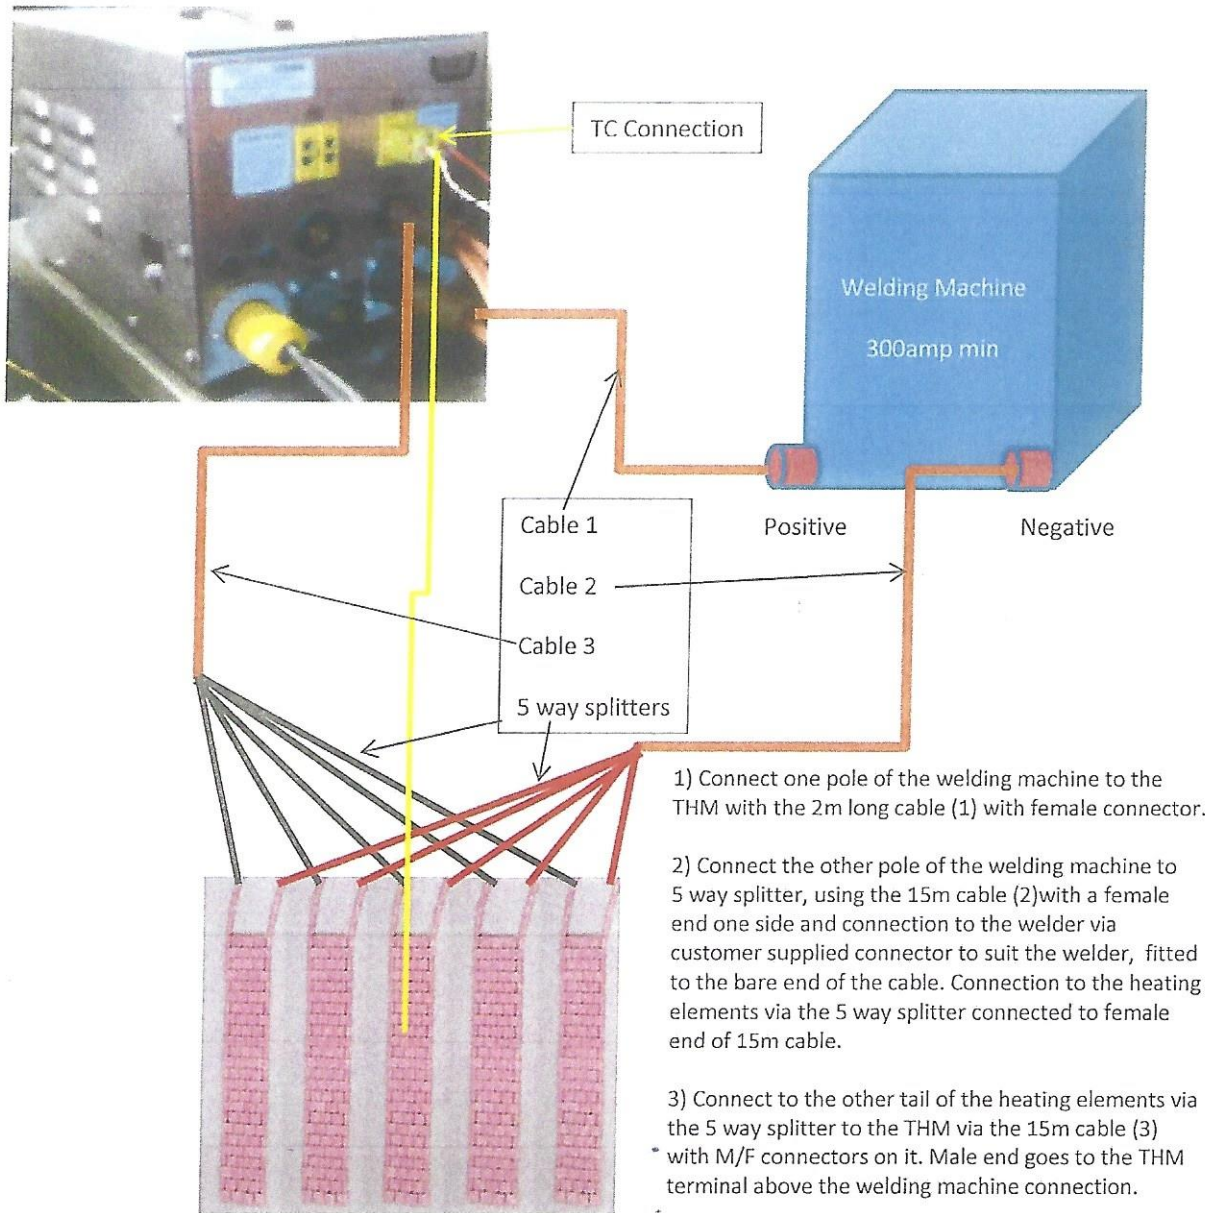 TC Connection
Welding Machine
300amp min
Positive
Negative
Cable 1
Cable 2
Cable 3
5 way splitters
1) Connect one pole of the welding machine to the
THM with the 2m long cable (1) with female connector.
2) Connect the other pole of the welding machine to
5 way splitter, using the 15m cable (2)with a female
end one side and connection to the welder via
customer supplied connector to suit the welder, fitted
to the bare end of the cable. Connection to the heating
elements via the 5 way splitter connected to female
end of 15m cable.
3) Connect to the other tail of the heating elements via
the 5 way splitter to the THM via the 15m cable (3)
with M/F connectors on it. Male end goes to the THM
terminal above the welding machine connection.